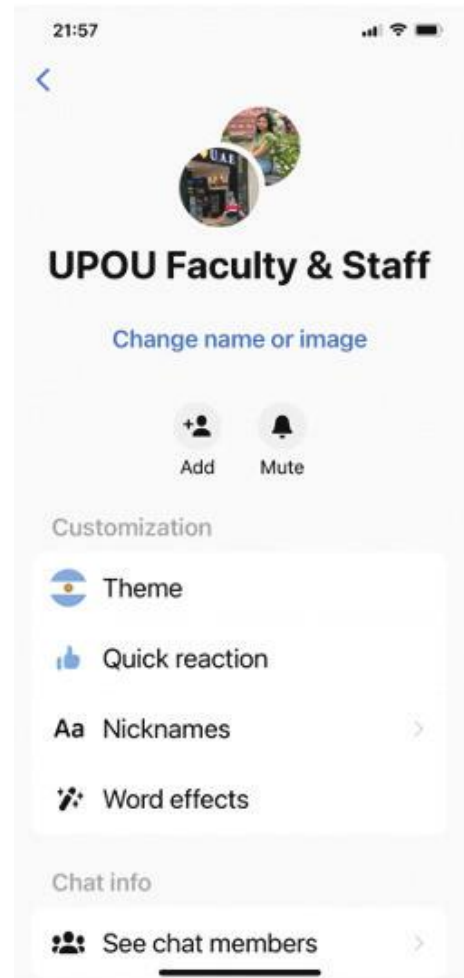 21:57
UAE
UPOU Faculty & Staff
Change name or image
Add Mute
Customization
Theme
Quick reaction
Aa Nicknames
Word effects
Chat info
See chat members